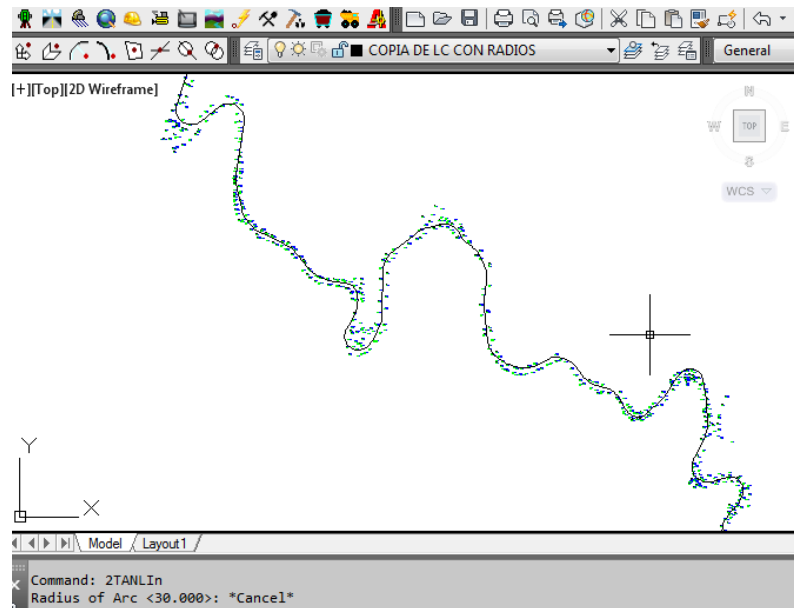 COPIA DE LC CON RADIOS General
[+][Top][2D Wireframe]
N
W TOP E
S
WCS
Y
X
Model Layout1
Command: 2TANLIn
Radius of Arc <30.000>: *Cancel*